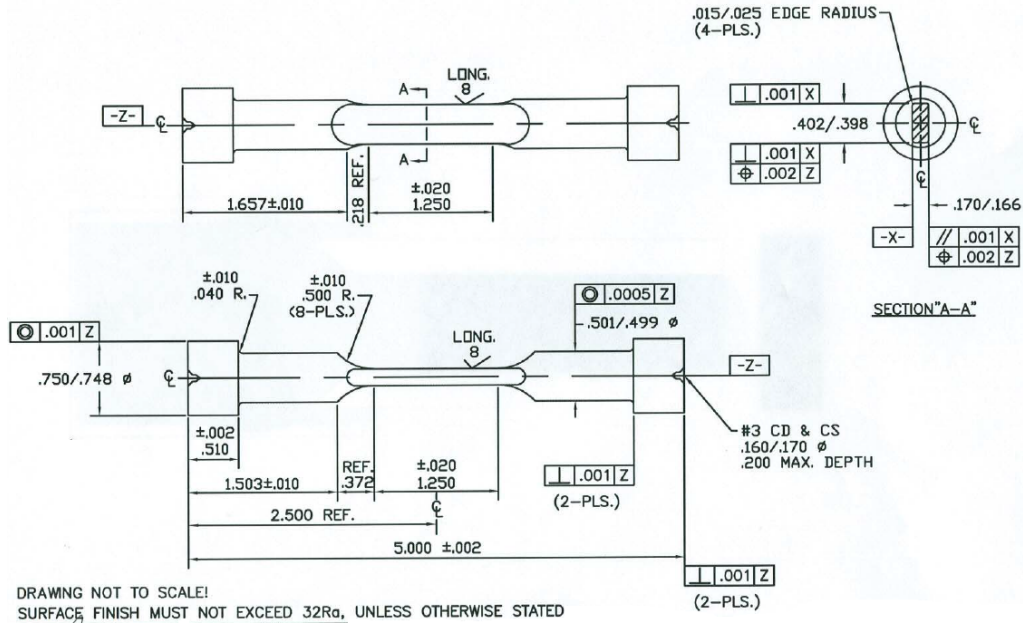 .015/.025 EDGE RADIUS
(4-PLS.)
LONG.
8
A
A
-Z-
℄
⊥ .001 X
.402/.398
⊥ .001 X
⌖ .002 Z
℄
℄
.218 REF.
±.020
1.250
1.657±.010
.170/.166
-X-
// .001 X
⌖ .002 Z
SECTION"A-A"
±.010
.040 R.
±.010
.500 R.
(8-PLS.)
◎ .0005 Z
.501/.499 ø
◎ .001 Z
LONG.
8
.750/.748 ø
℄
-Z-
#3 CD & CS
.160/.170 ø
.200 MAX. DEPTH
±.002
.510
1.503±.010
REF.
.372
±.020
1.250
⊥ .001 Z
(2-PLS.)
℄
2.500 REF.
5.000 ±.002
⊥ .001 Z
(2-PLS.)
DRAWING NOT TO SCALE!
SURFACE FINISH MUST NOT EXCEED 32Ra, UNLESS OTHERWISE STATED